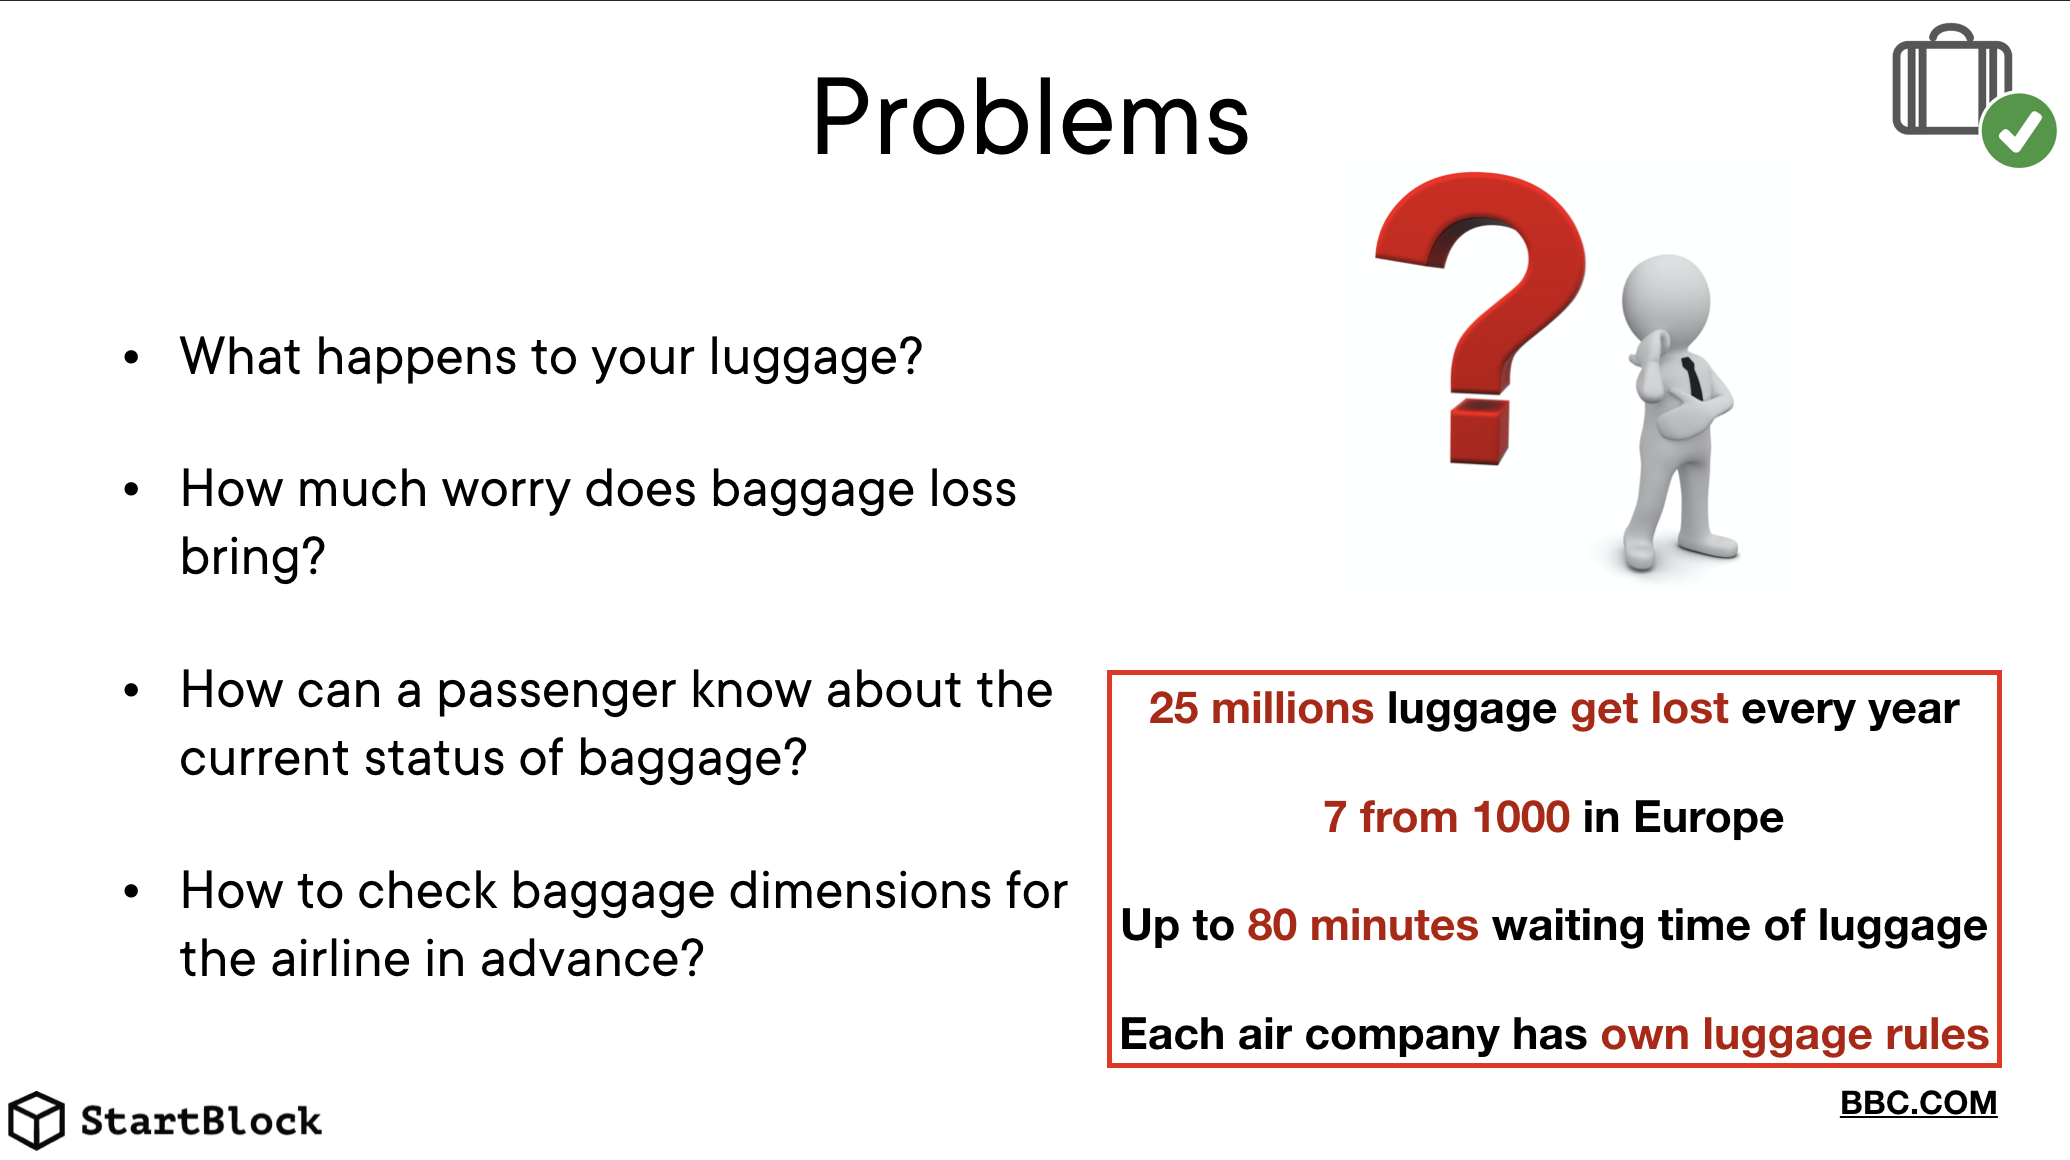 Problems
• What happens to your luggage?
• How much worry does baggage loss
bring?
• How can a passenger know about the
current status of baggage?
• How to check baggage dimensions for
the airline in advance?
25 millions luggage get lost every year
7 from 1000 in Europe
Up to 80 minutes waiting time of luggage
Each air company has own luggage rules
BBC.COM
StartBlock